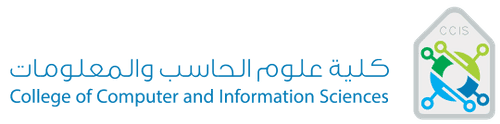 CCIS
كلية علوم الحاسب والمعلومات
College of Computer and Information Sciences